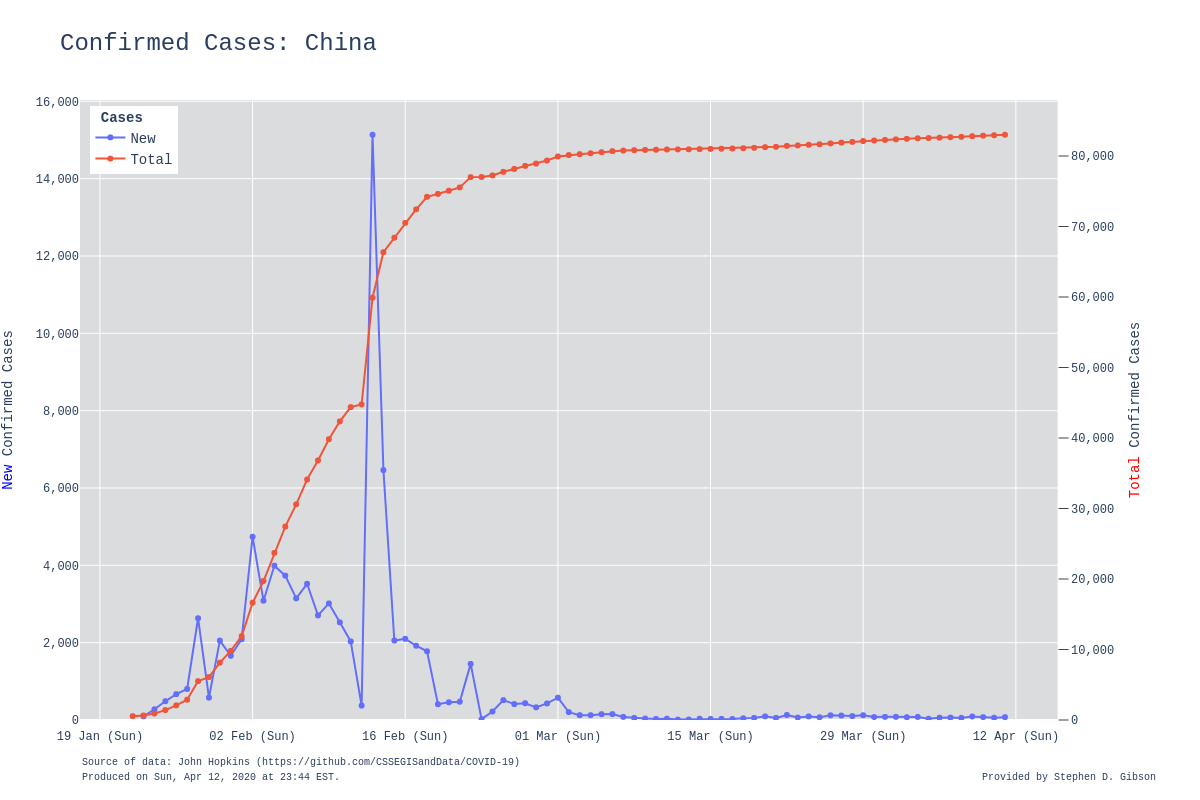 Confirmed Cases: China
Cases
New
Total
16,000
14,000
12,000
10,000
8,000
6,000
4,000
2,000
0
New Confirmed Cases
80,000
70,000
60,000
50,000
40,000
30,000
20,000
10,000
0
Total Confirmed Cases
19 Jan (Sun)
02 Feb (Sun)
16 Feb (Sun)
01 Mar (Sun)
15 Mar (Sun)
29 Mar (Sun)
12 Apr (Sun)
Source of data: John Hopkins (https://github.com/CSSEGISandData/COVID-19)
Produced on Sun, Apr 12, 2020 at 23:44 EST.
Provided by Stephen D. Gibson